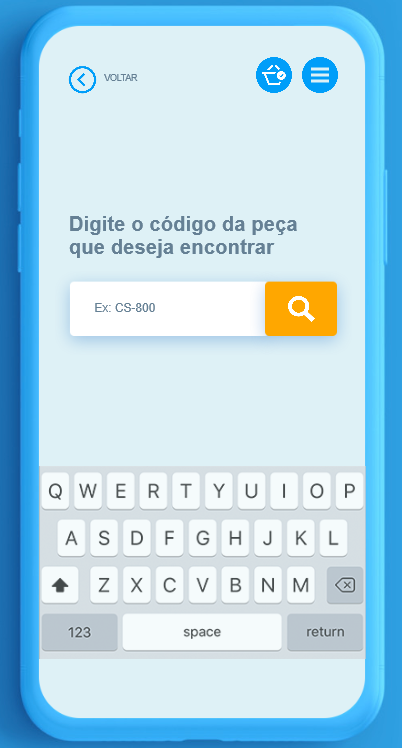 VOLTAR
Digite o código da peça
que deseja encontrar
Ex: CS-800
Q W E R T Y U I O P
A S D F G H J K L
Z X C V B N M
123 space return